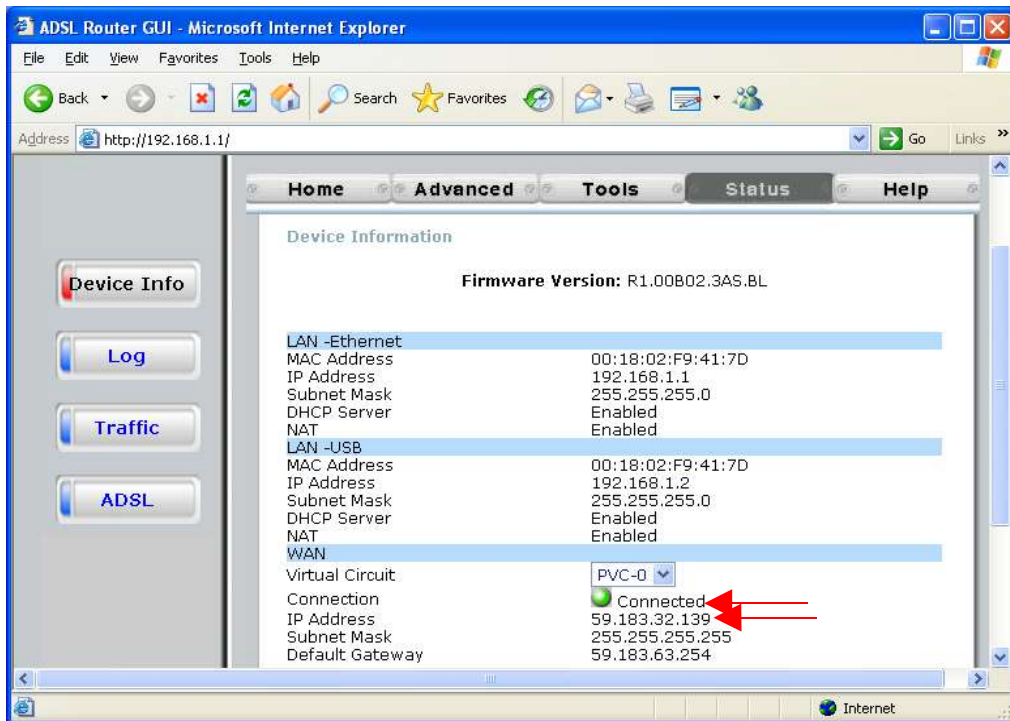 ADSL Router GUI - Microsoft Internet Explorer
File Edit View Favorites Tools Help
Back Search Favorites
Address http://192.168.1.1/ Go Links »
Home Advanced Tools Status Help
Device Information
Device Info
Firmware Version: R1.00B02.3AS.BL
LAN -Ethernet
Log
MAC Address 00:18:02:F9:41:7D
IP Address 192.168.1.1
Subnet Mask 255.255.255.0
DHCP Server Enabled
Traffic
NAT Enabled
LAN -USB
MAC Address 00:18:02:F9:41:7D
IP Address 192.168.1.2
ADSL
Subnet Mask 255.255.255.0
DHCP Server Enabled
NAT Enabled
WAN
Virtual Circuit PVC-0
Connection Connected
IP Address 59.183.32.139
Subnet Mask 255.255.255.255
Default Gateway 59.183.63.254
Internet